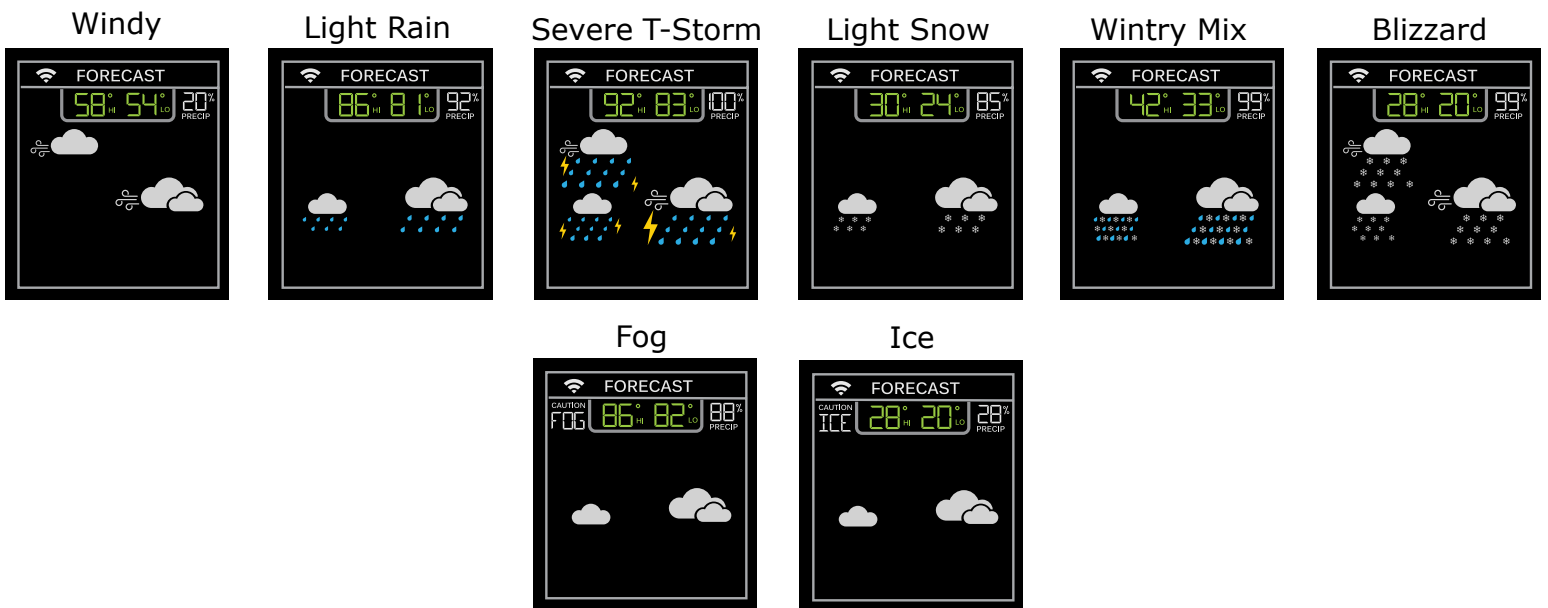 Windy
FORECAST
58° HI 54° LO 20% PRECIP
Light Rain
FORECAST
86° HI 81° LO 92% PRECIP
Severe T-Storm
FORECAST
92° HI 83° LO 100% PRECIP
Light Snow
FORECAST
30° HI 24° LO 85% PRECIP
Wintry Mix
FORECAST
42° HI 33° LO 99% PRECIP
Blizzard
FORECAST
28° HI 20° LO 99% PRECIP
Fog
FORECAST
CAUTION FOG 86° HI 82° LO 88% PRECIP
Ice
FORECAST
CAUTION ICE 28° HI 20° LO 28% PRECIP